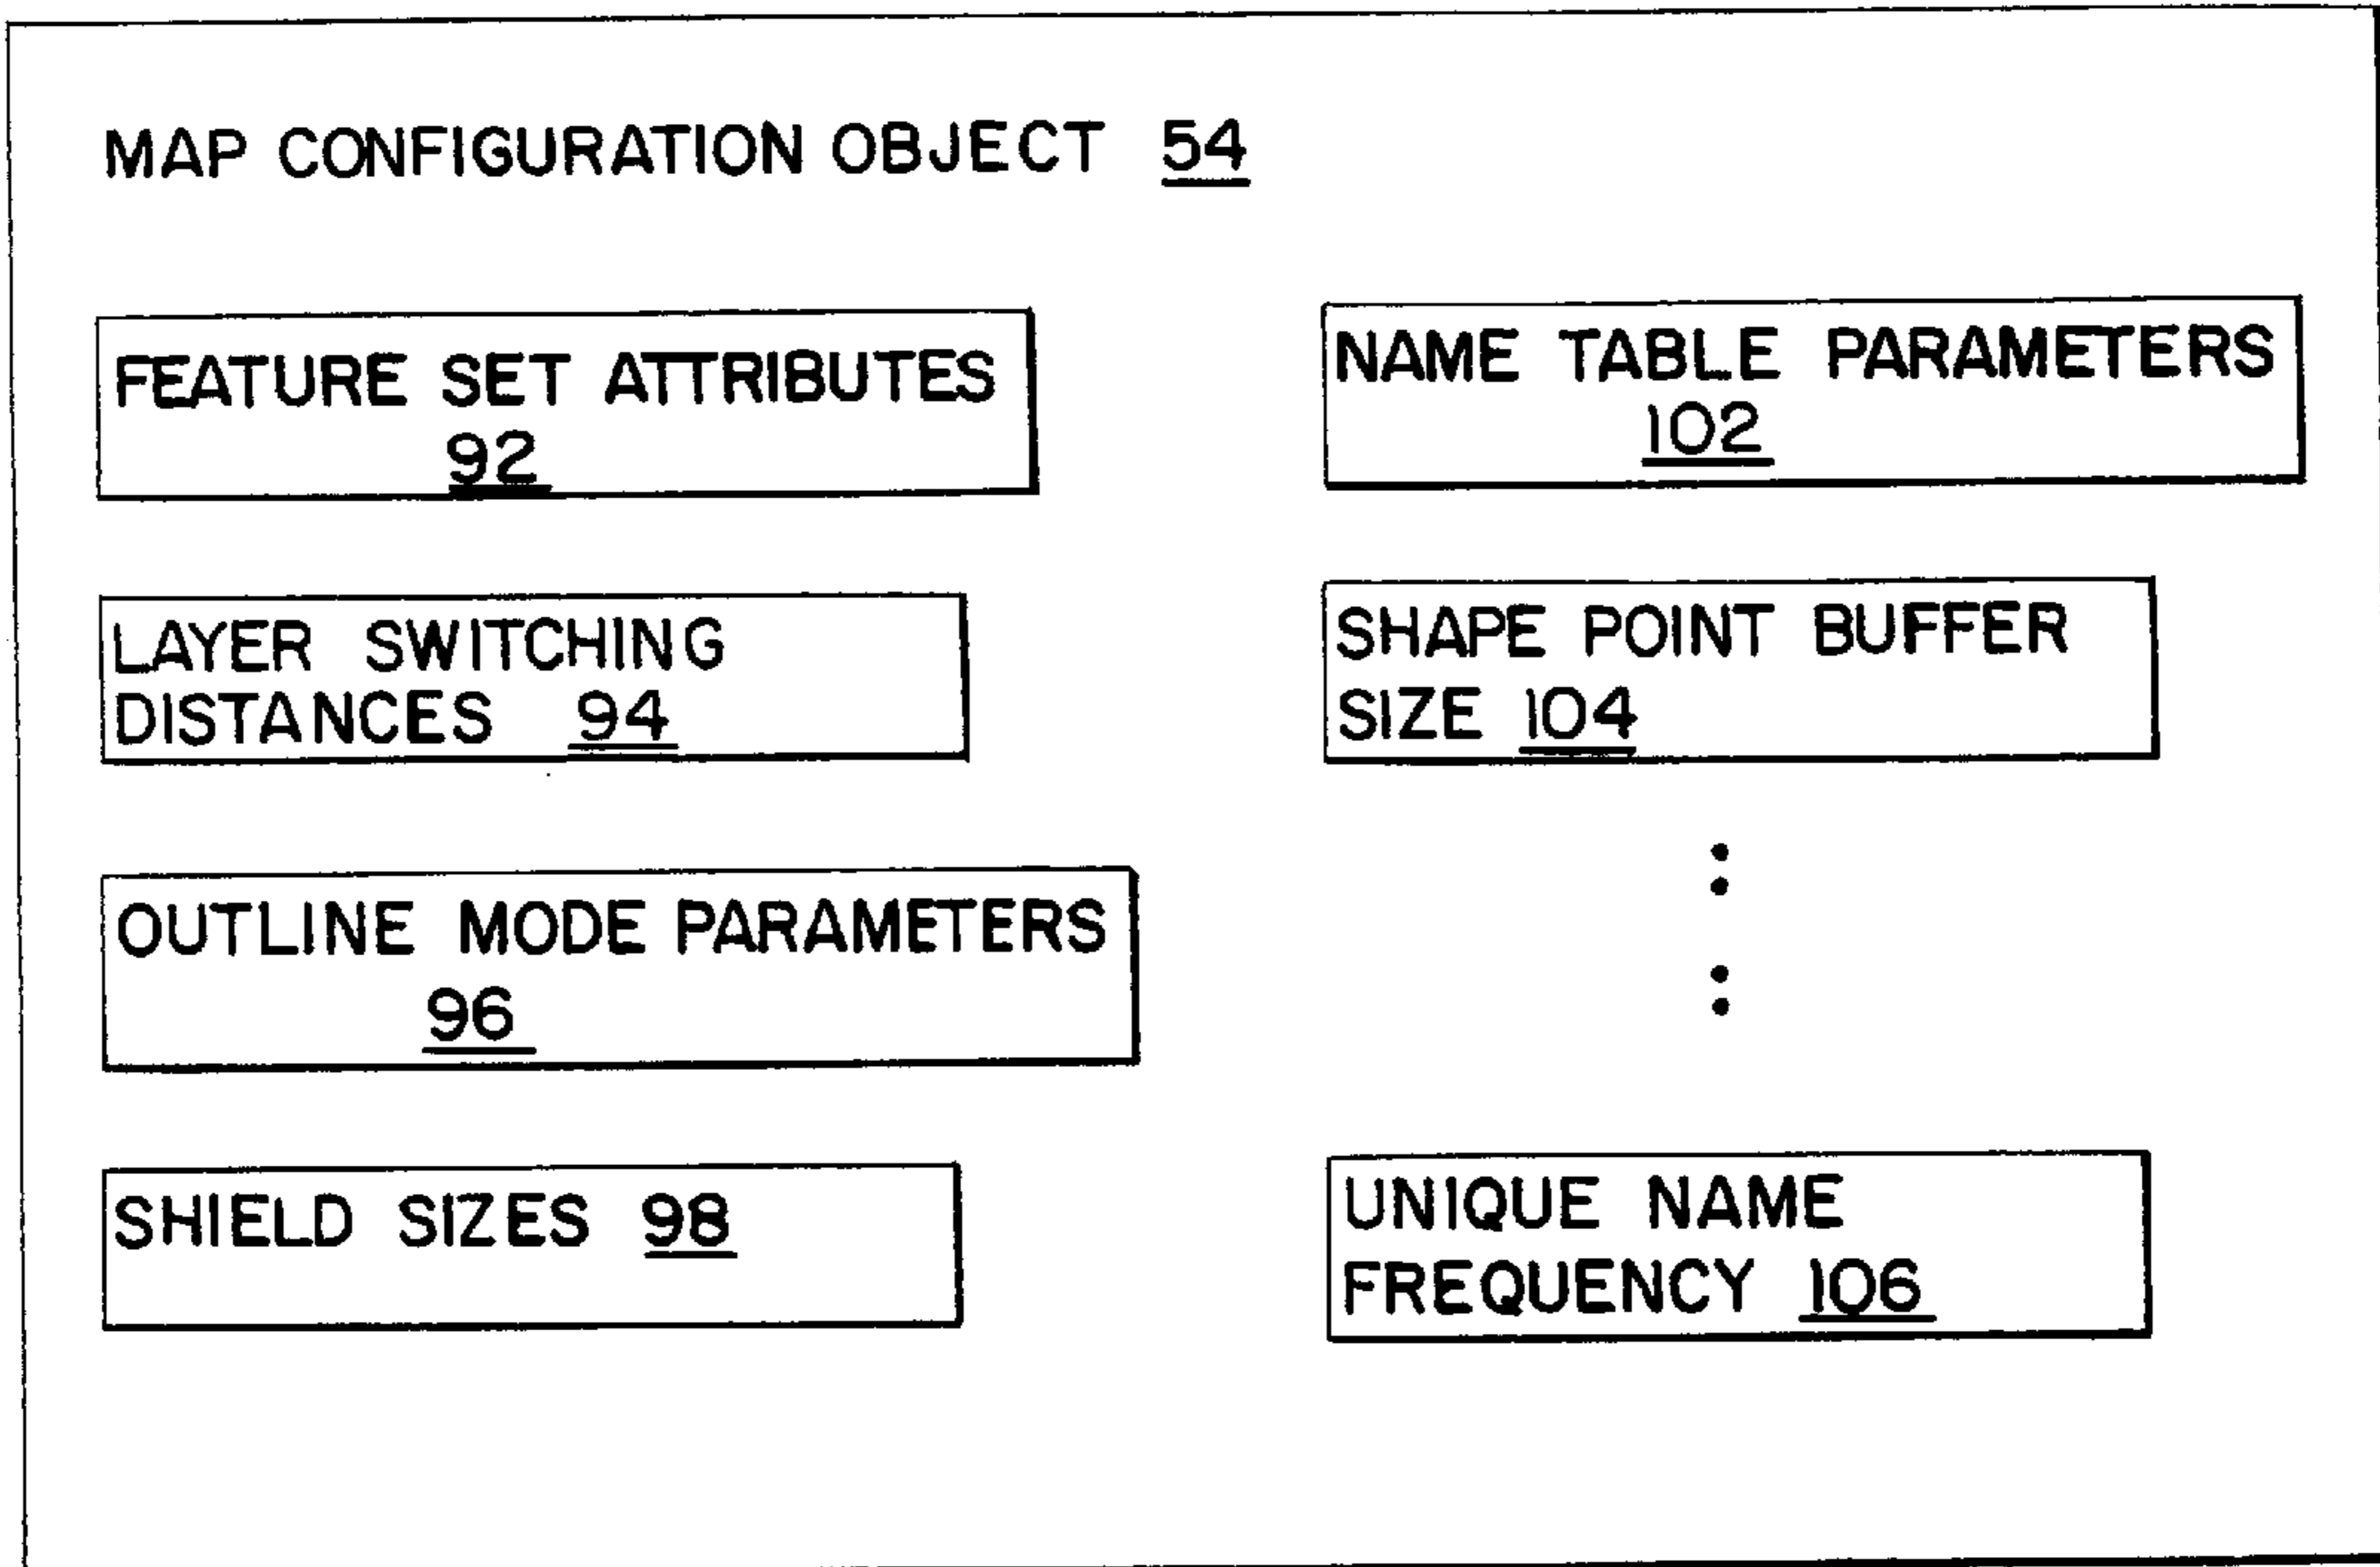 MAP CONFIGURATION OBJECT 54
FEATURE SET ATTRIBUTES
92
LAYER SWITCHING
DISTANCES 94
OUTLINE MODE PARAMETERS
96
SHIELD SIZES 98
NAME TABLE PARAMETERS
102
SHAPE POINT BUFFER
SIZE 104
UNIQUE NAME
FREQUENCY 106